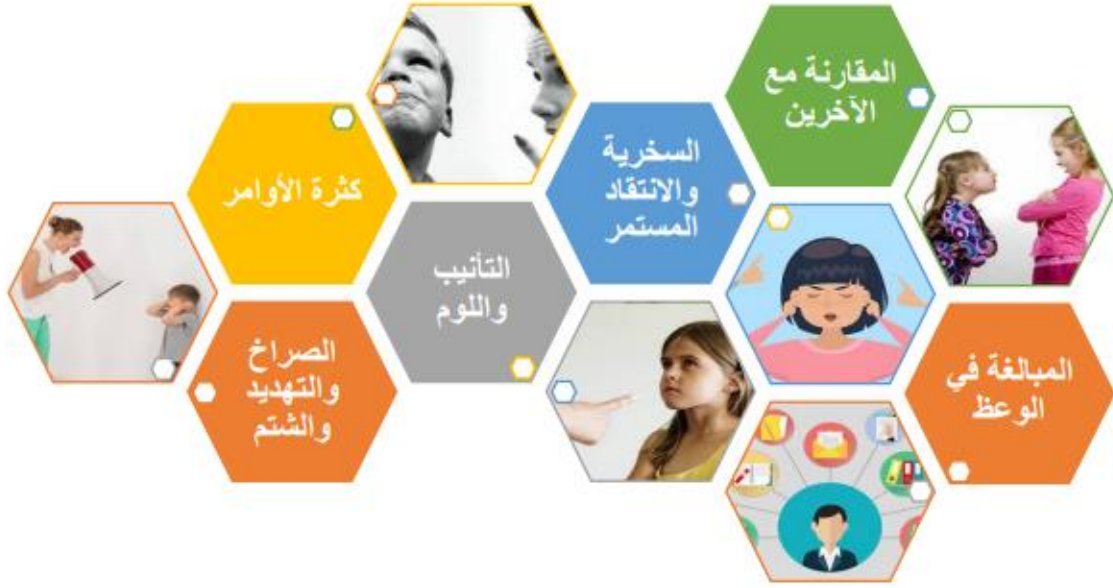 المقارنة مع
الآخرين
السخرية
والانتقاد
المستمر
كثرة الأوامر
التأنيب
واللوم
المبالغة في
الوعظ
الصراخ
والتهديد
والشتم